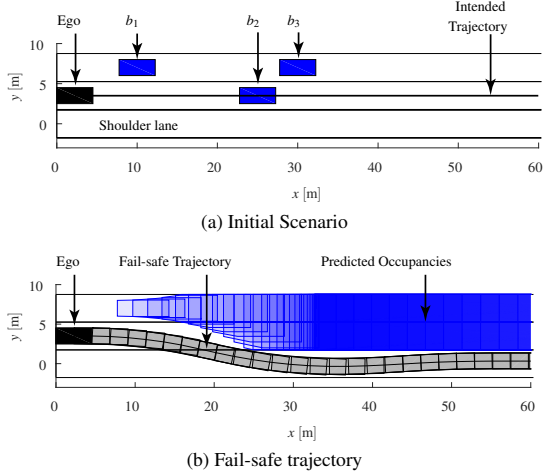 Ego
b₁
b₂
b₃
Intended
Trajectory
10
5
0
y [m]
Shoulder lane
0
10
20
30
40
50
60
x [m]
(a) Initial Scenario
Ego
Fail-safe Trajectory
Predicted Occupancies
10
5
0
y [m]
0
10
20
30
40
50
60
x [m]
(b) Fail-safe trajectory